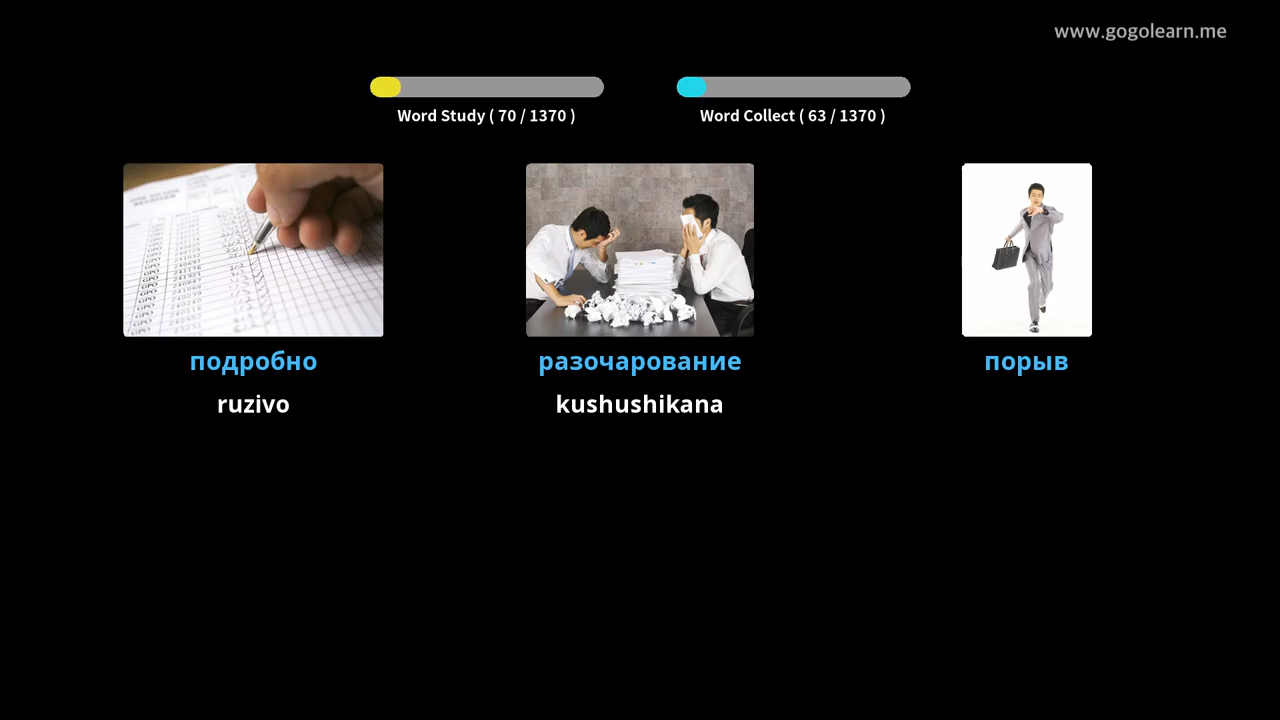 www.gogolearn.me
Word Study ( 70 / 1370 )
Word Collect ( 63 / 1370 )
подробно
разочарование
порыв
ruzivo
kushushikana